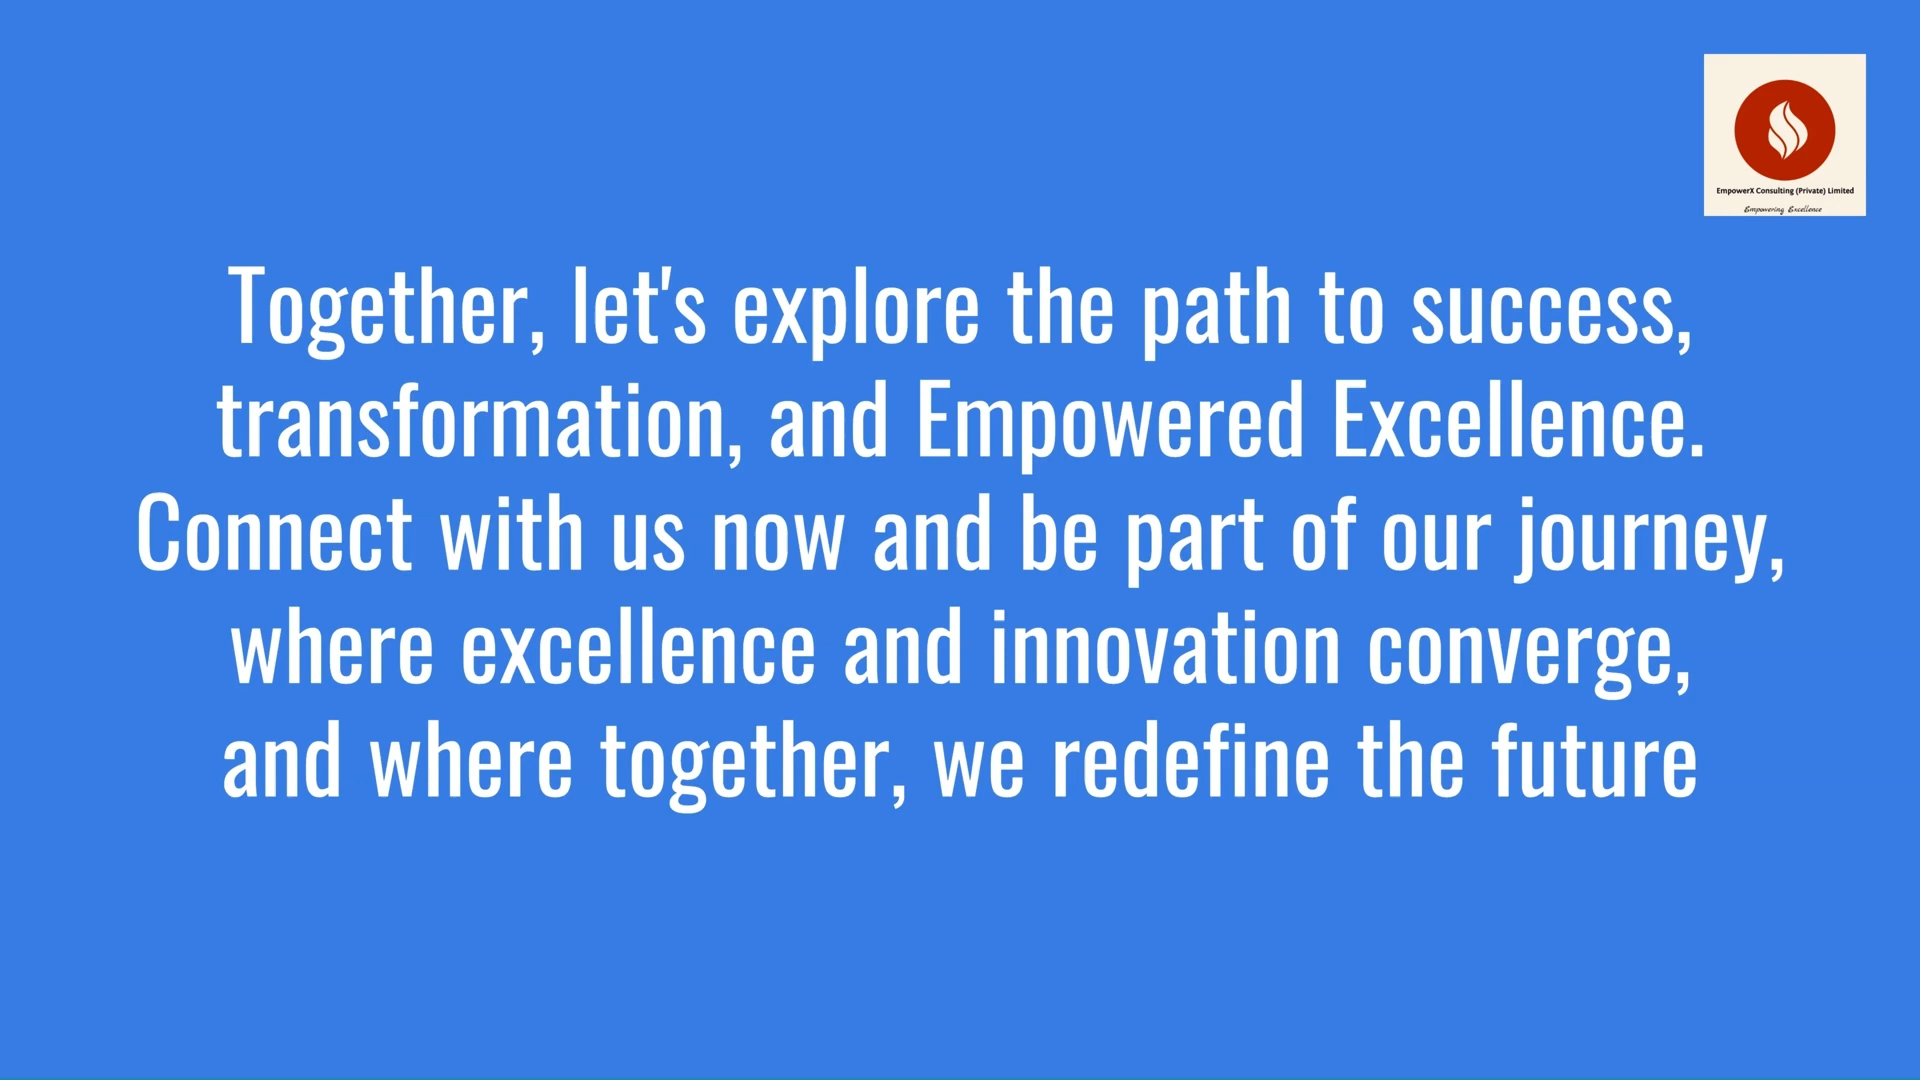 EmpowerX Consulting (Private) Limited
Empowering Excellence
Together, let's explore the path to success,
transformation, and Empowered Excellence.
Connect with us now and be part of our journey,
where excellence and innovation converge,
and where together, we redefine the future